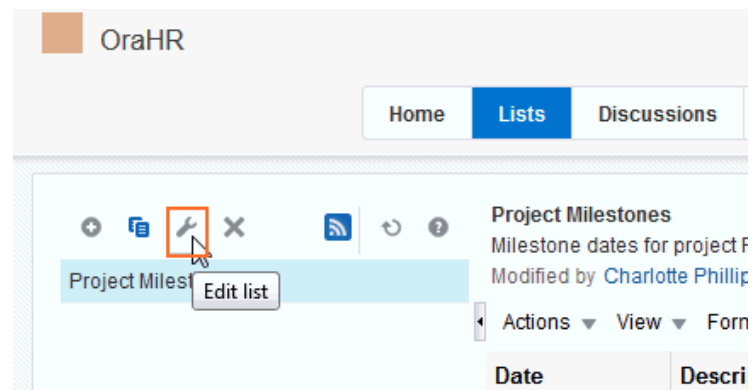 OraHR
Home Lists Discussions
Project Milestones
Milestone dates for project
Modified by Charlotte
Project
Edit list
Actions View
Date